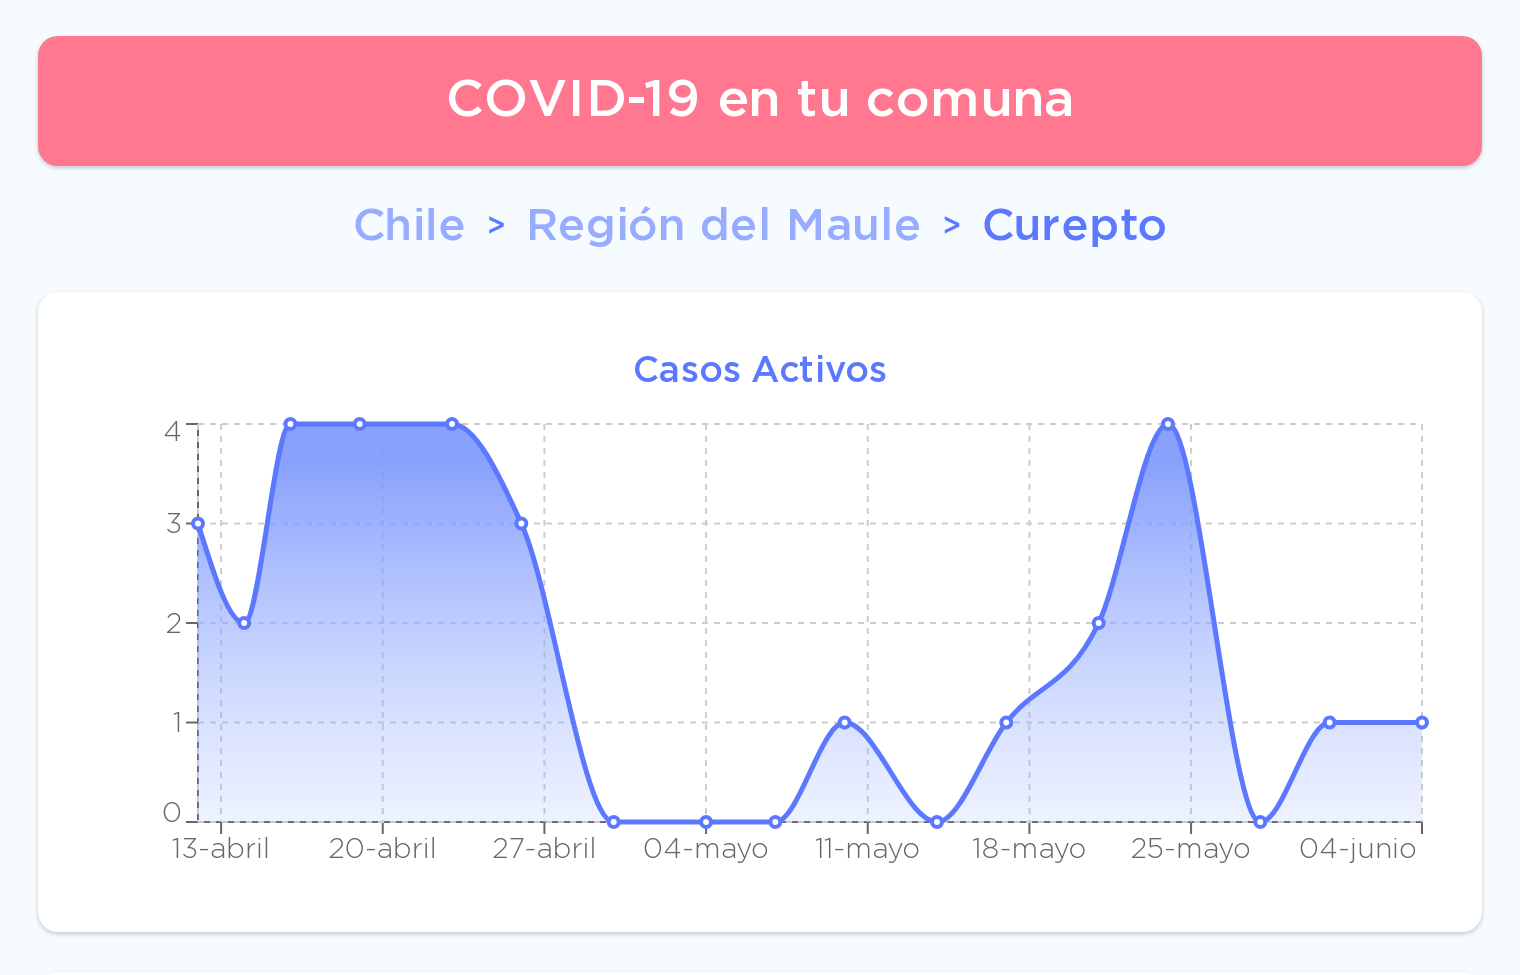 COVID-19 en tu comuna
Chile > Región del Maule > Curepto
Casos Activos
4
3
2
1
0
13-abril 20-abril 27-abril 04-mayo 11-mayo 18-mayo 25-mayo 04-junio